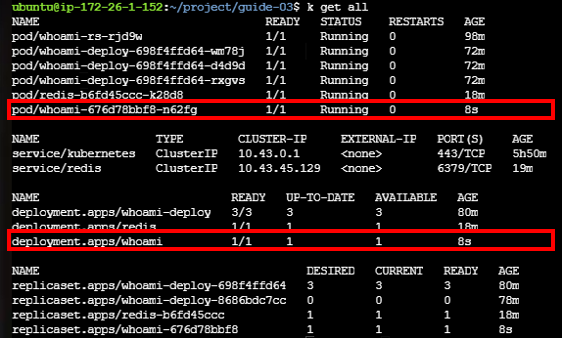 ubuntu@ip-172-26-1-152:~/project/guide-03$ k get all
NAME READY STATUS RESTARTS AGE
pod/whoami-rs-rjd9w 1/1 Running 0 98m
pod/whoami-deploy-698f4ffd64-wm78j 1/1 Running 0 72m
pod/whoami-deploy-698f4ffd64-d4d9d 1/1 Running 0 72m
pod/whoami-deploy-698f4ffd64-rxgvs 1/1 Running 0 72m
pod/redis-b6fd45ccc-k28d8 1/1 Running 0 18m
pod/whoami-676d78bbf8-n62fg 1/1 Running 0 8s
NAME TYPE CLUSTER-IP EXTERNAL-IP PORT(S) AGE
service/kubernetes ClusterIP 10.43.0.1 <none> 443/TCP 5h50m
service/redis ClusterIP 10.43.45.129 <none> 6379/TCP 19m
NAME READY UP-TO-DATE AVAILABLE AGE
deployment.apps/whoami-deploy 3/3 3 3 80m
deployment.apps/redis 1/1 1 1 18m
deployment.apps/whoami 1/1 1 1 8s
NAME DESIRED CURRENT READY AGE
replicaset.apps/whoami-deploy-698f4ffd64 3 3 3 80m
replicaset.apps/whoami-deploy-8686bdc7cc 0 0 0 78m
replicaset.apps/redis-b6fd45ccc 1 1 1 18m
replicaset.apps/whoami-676d78bbf8 1 1 1 8s